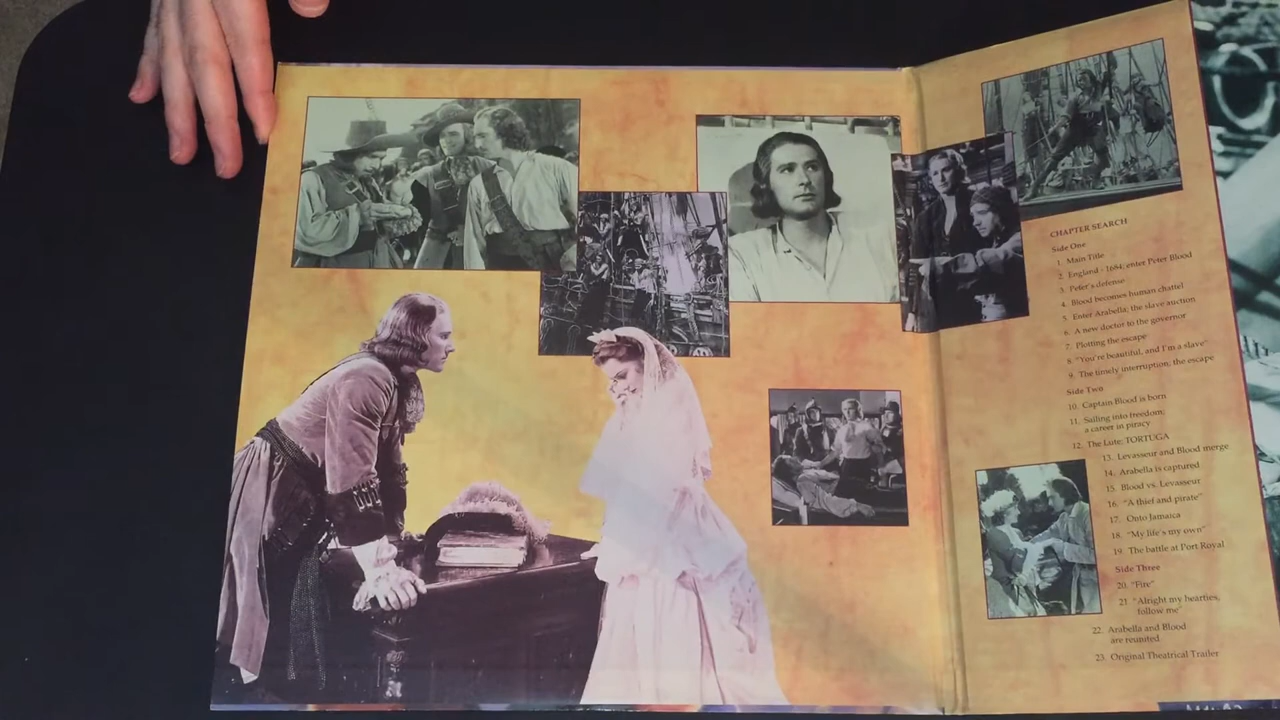 CHAPTER SEARCH
Side One
1. Main Title
2. England - 1684; enter Peter Blood
3. Peter's defense
4. Blood becomes human chattel
5. Enter Arabella; the slave auction
6. A new doctor to the governor
7. Plotting the escape
8. "You're beautiful, and I'm a slave"
9. The timely interruption, the escape
Side Two
10. Captain Blood is born
11. Sailing into freedom;
a career in piracy
12. The Lute: TORTUGA
13. Levasseur and Blood merge
14. Arabella is captured
15. Blood vs. Levasseur
16. "A thief and pirate"
17. Onto Jamaica
18. "My life's my own"
19. The battle at Port Royal
Side Three
20. "Fire"
21. "Alright my hearties,
follow me"
22. Arabella and Blood
are reunited
23. Original Theatrical Trailer